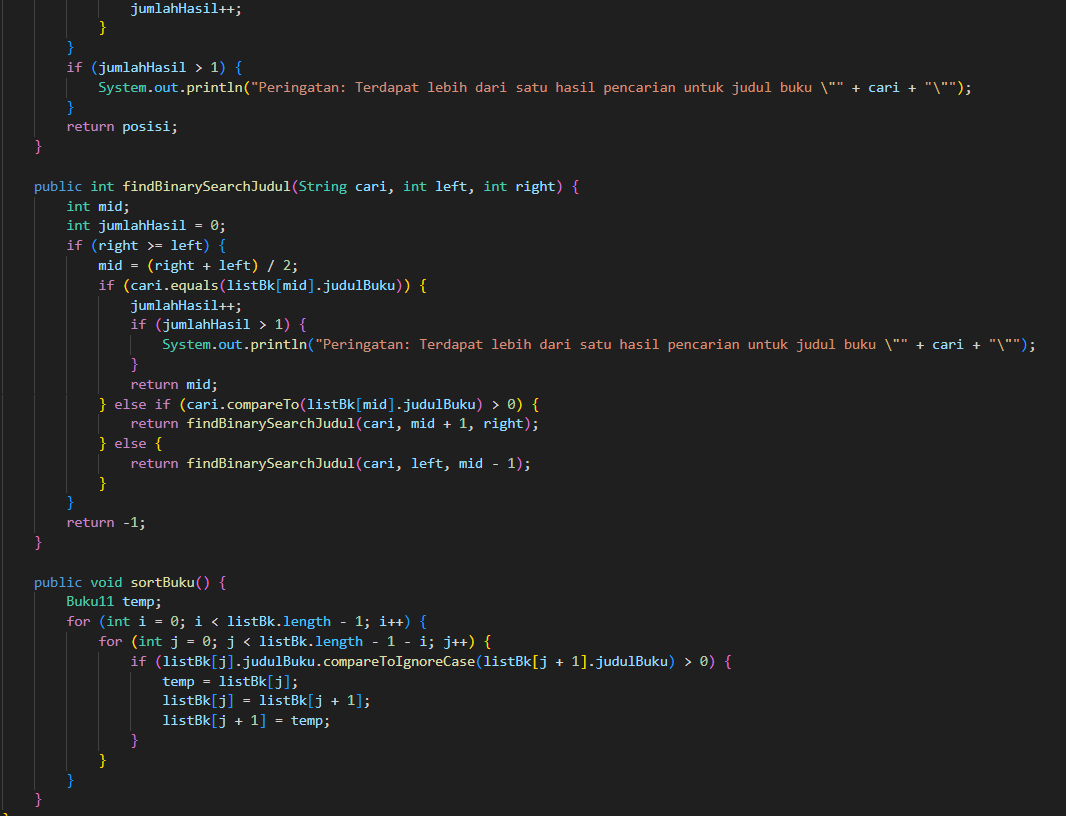 jumlahHasil++;
            }
        }
        if (jumlahHasil > 1) {
            System.out.println("Peringatan: Terdapat lebih dari satu hasil pencarian untuk judul buku \"" + cari + "\"");
        }
        return posisi;
    }

    public int findBinarySearchJudul(String cari, int left, int right) {
        int mid;
        int jumlahHasil = 0;
        if (right >= left) {
            mid = (right + left) / 2;
            if (cari.equals(listBk[mid].judulBuku)) {
                jumlahHasil++;
                if (jumlahHasil > 1) {
                    System.out.println("Peringatan: Terdapat lebih dari satu hasil pencarian untuk judul buku \"" + cari + "\"");
                }
                return mid;
            } else if (cari.compareTo(listBk[mid].judulBuku) > 0) {
                return findBinarySearchJudul(cari, mid + 1, right);
            } else {
                return findBinarySearchJudul(cari, left, mid - 1);
            }
        }
        return -1;
    }

    public void sortBuku() {
        Buku11 temp;
        for (int i = 0; i < listBk.length - 1; i++) {
            for (int j = 0; j < listBk.length - 1 - i; j++) {
                if (listBk[j].judulBuku.compareToIgnoreCase(listBk[j + 1].judulBuku) > 0) {
                    temp = listBk[j];
                    listBk[j] = listBk[j + 1];
                    listBk[j + 1] = temp;
                }
            }
        }
    }